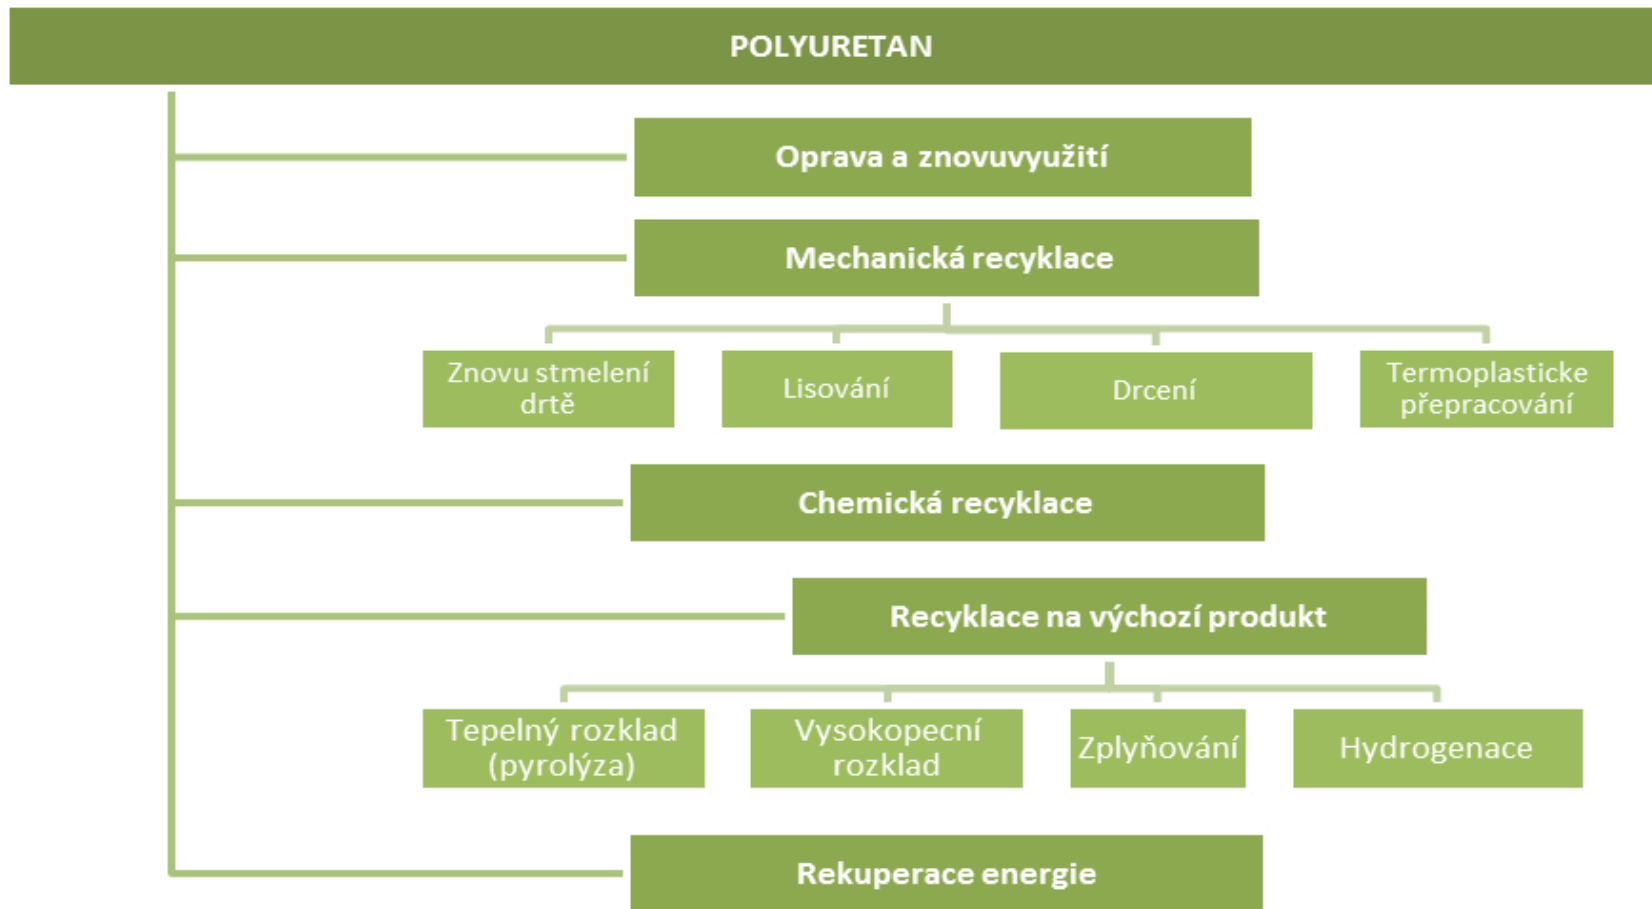 POLYURETAN
Oprava a znovuvyužití
Mechanická recyklace
Znovu stmelení
drtě
Lisování
Drcení
Termoplasticke
přepracování
Chemická recyklace
Recyklace na výchozí produkt
Tepelný rozklad
(pyrolýza)
Vysokopecní
rozklad
Zplyňování
Hydrogenace
Rekuperace energie